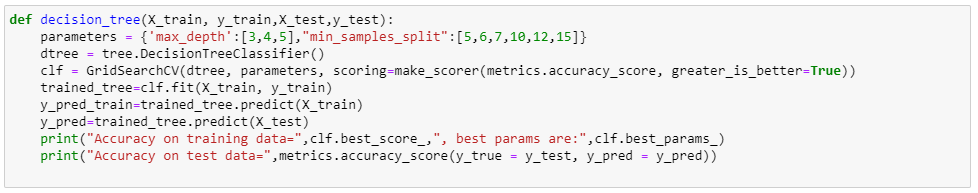 def decision_tree(X_train, y_train,X_test,y_test):
    parameters = {'max_depth':[3,4,5],"min_samples_split":[5,6,7,10,12,15]}
    dtree = tree.DecisionTreeClassifier()
    clf = GridSearchCV(dtree, parameters, scoring=make_scorer(metrics.accuracy_score, greater_is_better=True))
    trained_tree=clf.fit(X_train, y_train)
    y_pred_train=trained_tree.predict(X_train)
    y_pred=trained_tree.predict(X_test)
    print("Accuracy on training data=",clf.best_score_,", best params are:",clf.best_params_)
    print("Accuracy on test data=",metrics.accuracy_score(y_true = y_test, y_pred = y_pred))